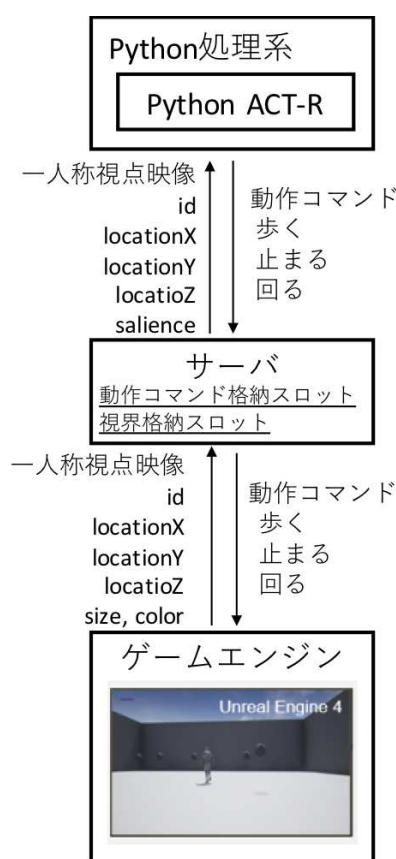 Python処理系
Python ACT-R
一人称視点映像
id
locationX
locationY
locatioZ
salience
動作コマンド
歩く
止まる
回る
サーバ
動作コマンド格納スロット
視界格納スロット
一人称視点映像
id
locationX
locationY
locatioZ
size, color
動作コマンド
歩く
止まる
回る
ゲームエンジン
Unreal Engine 4